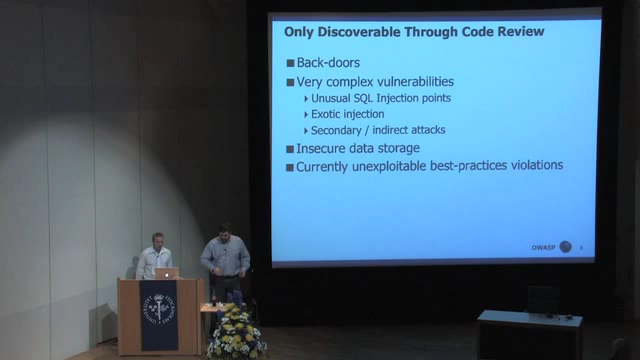 Only Discoverable Through Code Review
Back-doors
Very complex vulnerabilities
Unusual SQL Injection points
Exotic injection
Secondary / indirect attacks
Insecure data storage
Currently unexploitable best-practices violations
OWASP